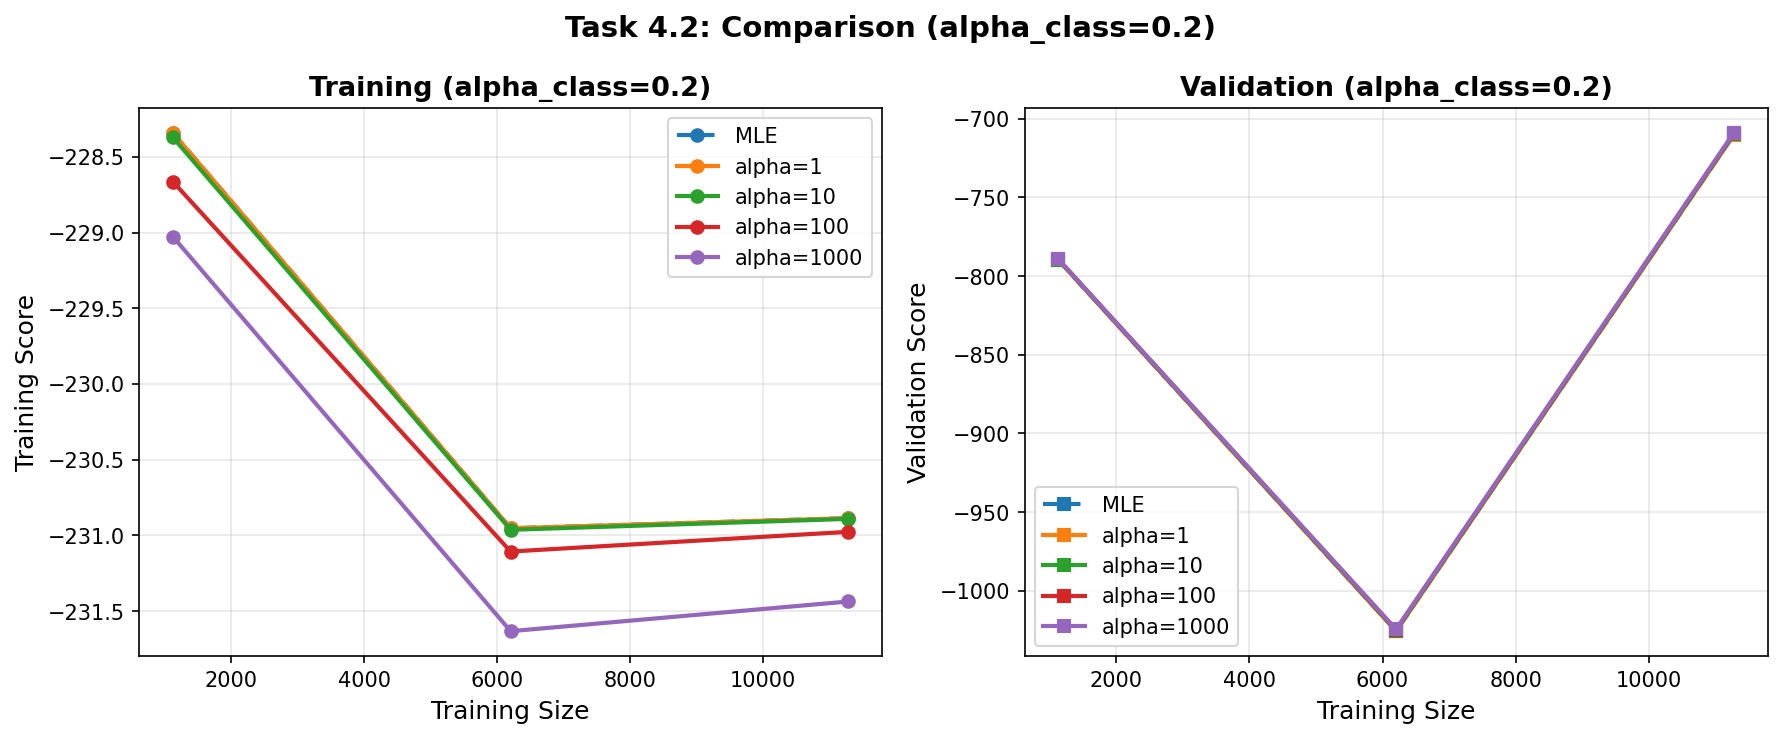 Task 4.2: Comparison (alpha_class=0.2)
Training (alpha_class=0.2)
−228.5
−229.0
−229.5
−230.0
−230.5
−231.0
−231.5
Training Score
MLE
alpha=1
alpha=10
alpha=100
alpha=1000
2000
4000
6000
8000
10000
Training Size
Validation (alpha_class=0.2)
−700
−750
−800
−850
−900
−950
−1000
Validation Score
MLE
alpha=1
alpha=10
alpha=100
alpha=1000
2000
4000
6000
8000
10000
Training Size